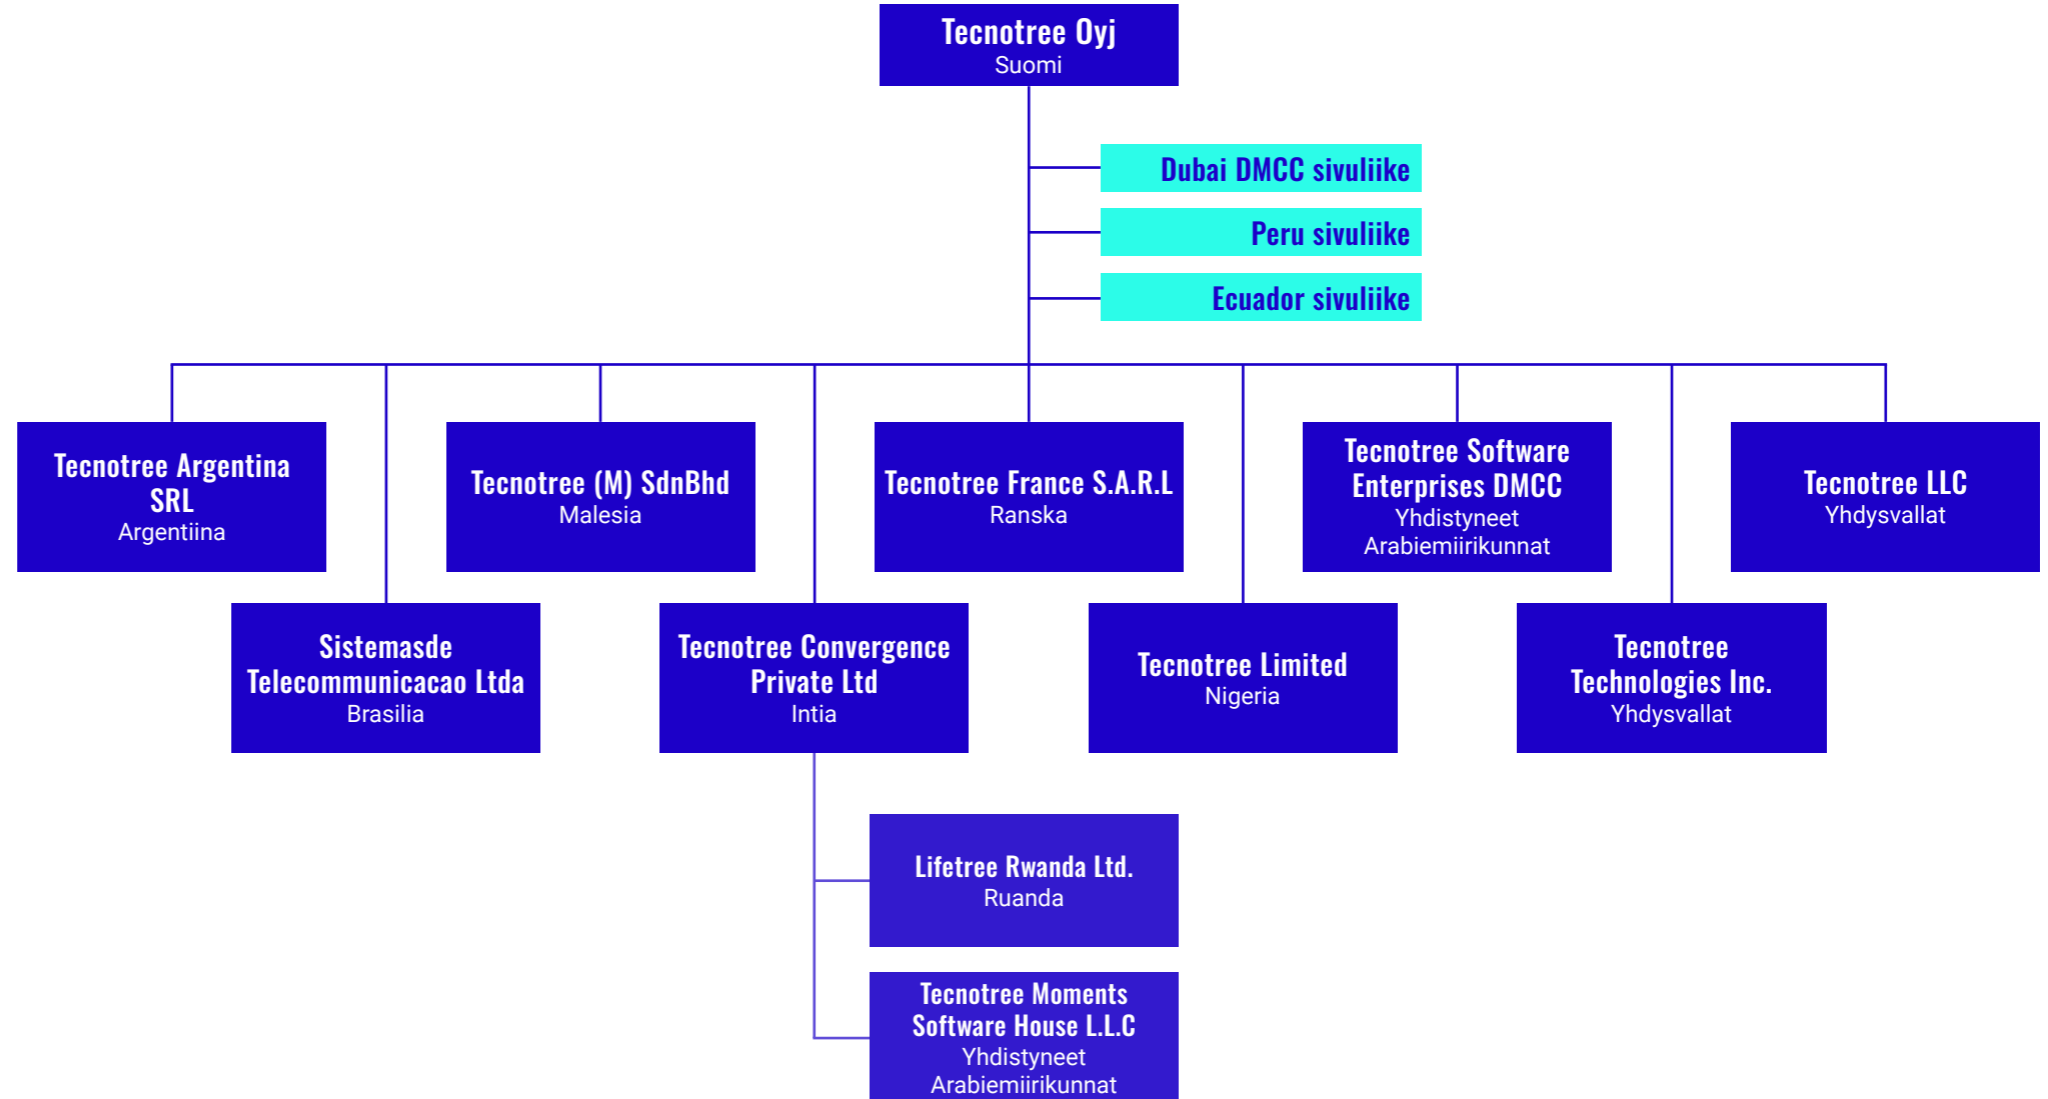 Tecnotree Oyj
Suomi
Dubai DMCC sivuliike
Peru sivuliike
Ecuador sivuliike
Tecnotree Argentina
SRL
Argentiina
Tecnotree (M) SdnBhd
Malesia
Tecnotree France S.A.R.L
Ranska
Tecnotree Software
Enterprises DMCC
Yhdistyneet
Arabiemiirikunnat
Tecnotree LLC
Yhdysvallat
Sistemasde
Telecommunicacao Ltda
Brasilia
Tecnotree Convergence
Private Ltd
Intia
Tecnotree Limited
Nigeria
Tecnotree
Technologies Inc.
Yhdysvallat
Lifetree Rwanda Ltd.
Ruanda
Tecnotree Moments
Software House L.L.C
Yhdistyneet
Arabiemiirikunnat